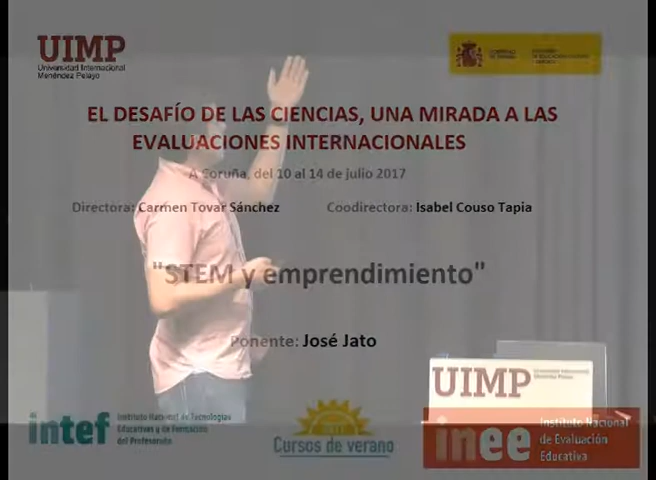 UIMP
Universidad Internacional
Menéndez Pelayo
EL DESAFÍO DE LAS CIENCIAS, UNA MIRADA A LAS
EVALUACIONES INTERNACIONALES
A Coruña, del 10 al 14 de julio 2017
Directora: Carmen Tovar Sánchez Coodirectora: Isabel Couso Tapia
"STEM y emprendimiento"
Ponente: José Jato
UIMP
intef
Instituto Nacional de Tecnologías
Educativas y de Formación
del Profesorado
Cursos de verano
inee
Instituto Nacional
de Evaluación
Educativa